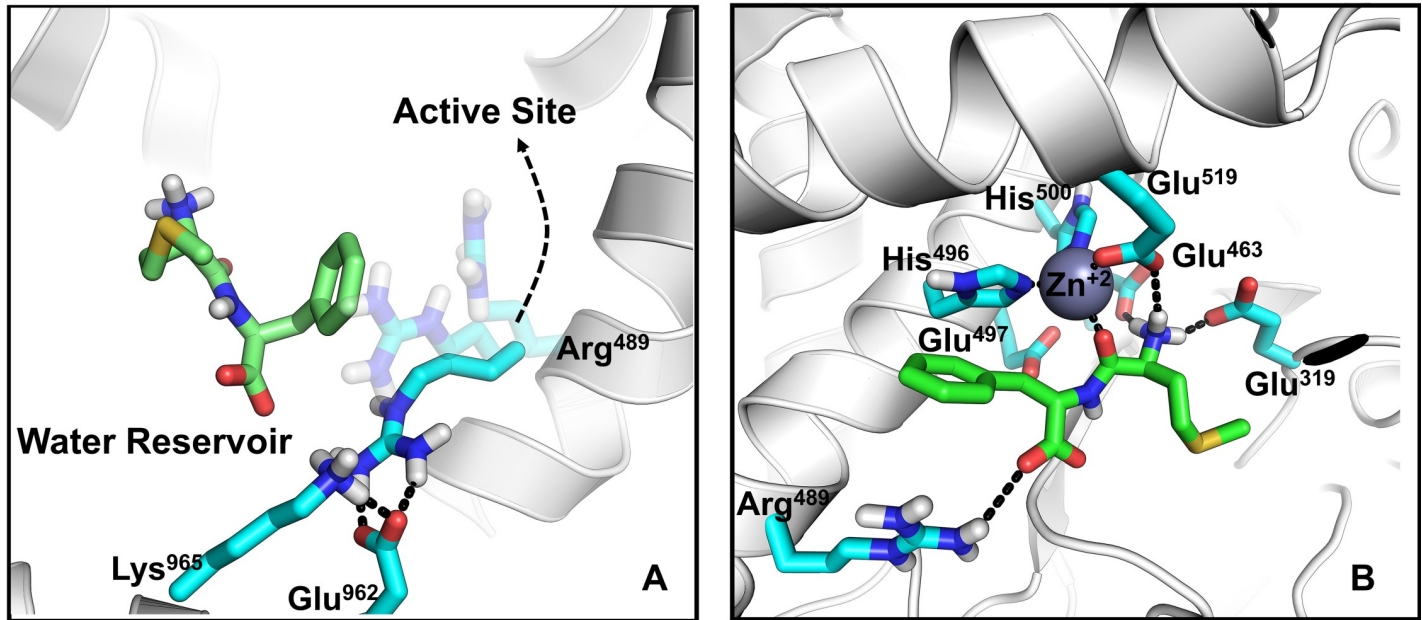 Active Site
Arg⁴⁸⁹
Water Reservoir
Lys⁹⁶⁵
Glu⁹⁶²
A
His⁵⁰⁰
Glu⁵¹⁹
His⁴⁹⁶
Zn⁺²
Glu⁴⁶³
Glu⁴⁹⁷
Glu³¹⁹
Arg⁴⁸⁹
B